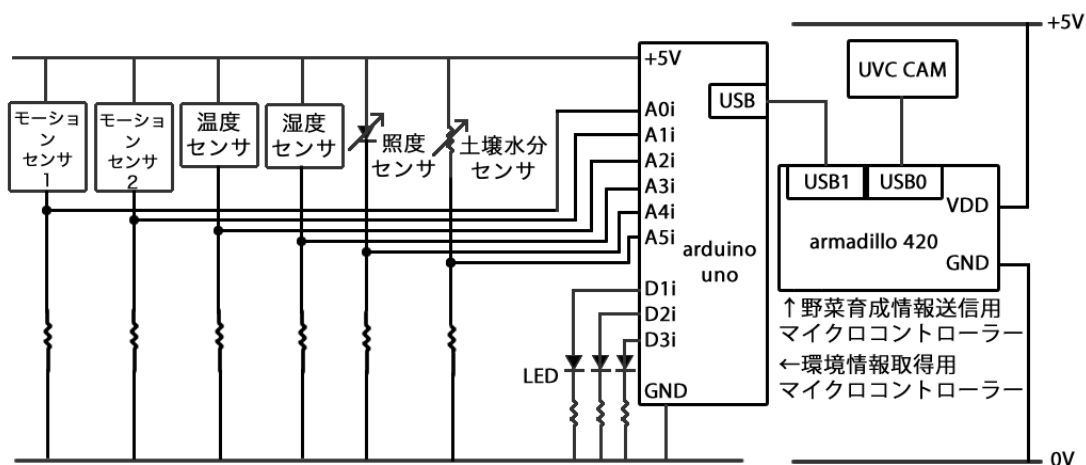 モーショ
ン
センサ
1
モーショ
ン
センサ
2
温度
センサ
湿度
センサ
照度
センサ
土壌水分
センサ
+5V
A0i
A1i
A2i
A3i
A4i
A5i
D1i
D2i
D3i
GND
USB
arduino
uno
LED
+5V
UVC CAM
USB1
USB0
VDD
armadillo 420
GND
↑野菜育成情報送信用
マイクロコントローラー
←環境情報取得用
マイクロコントローラー
0V